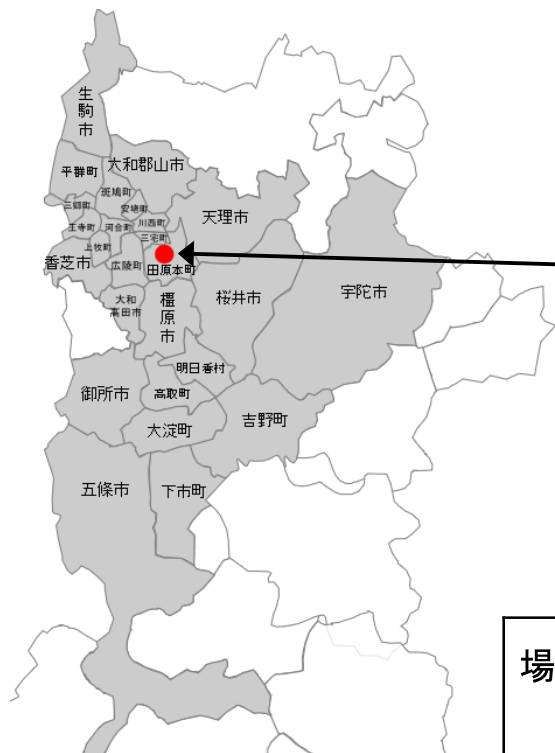 生駒市
平群町
大和郡山市
斑鳩町
三郷町
安堵町
天理市
川西町
王寺町
河合町
三宅町
上牧町
香芝市
広陵町
田原本町
桜井市
宇陀市
大和
高田市
橿原市
明日香村
御所市
高取町
吉野町
大淀町
五條市
下市町
場